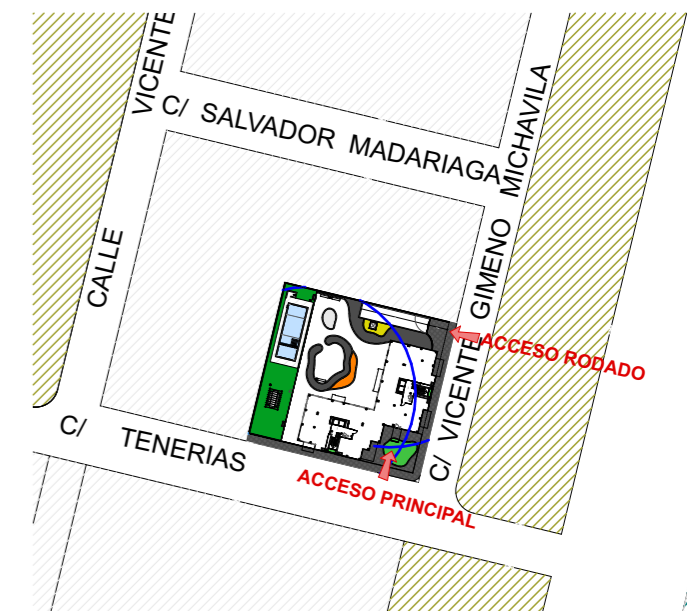 VICENTE
C/ SALVADOR MADARIAGA
C/ VICENTE GIMENO MICHAVILA
CALLE
ACCESO RODADO
C/ TENERIAS
ACCESO PRINCIPAL